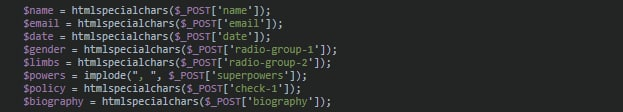 $name = htmlspecialchars($_POST['name']);
$email = htmlspecialchars($_POST['email']);
$date = htmlspecialchars($_POST['date']);
$gender = htmlspecialchars($_POST['radio-group-1']);
$limbs = htmlspecialchars($_POST['radio-group-2']);
$powers = implode(", ", $_POST['superpowers']);
$policy = htmlspecialchars($_POST['check-1']);
$biography = htmlspecialchars($_POST['biography']);